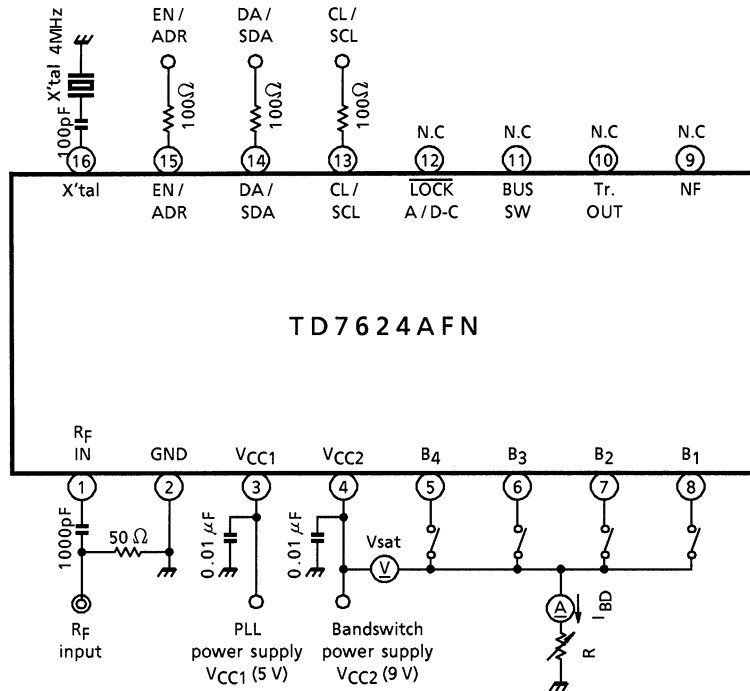 X'tal 4MHz
100pF
EN /
ADR
100Ω
DA /
SDA
100Ω
CL /
SCL
100Ω
N.C
N.C
N.C
N.C
16
15
14
13
12
11
10
9
X'tal
EN /
ADR
DA /
SDA
CL /
SCL
LOCK
A / D-C
BUS
SW
Tr.
OUT
NF
TD7624AFN
RF
IN
GND
VCC1
VCC2
B4
B3
B2
B1
1
2
3
4
5
6
7
8
1000pF
50 Ω
0.01 μF
0.01 μF
Vsat
V
A
IBD
R
RF
input
PLL
power supply
VCC1 (5 V)
Bandswitch
power supply
VCC2 (9 V)